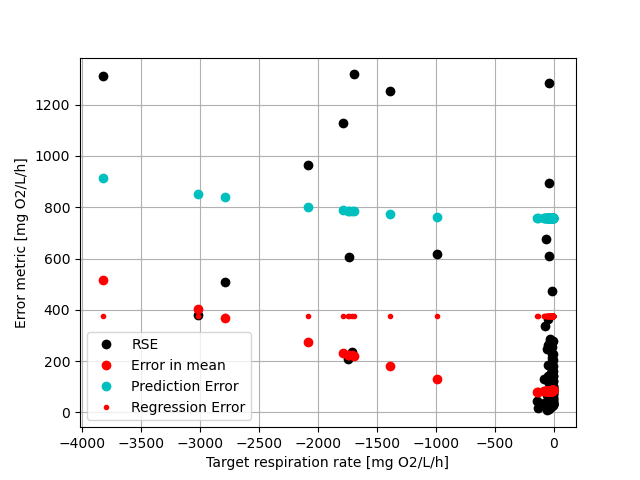 1200
1000
800
600
400
200
0
Error metric [mg O2/L/h]
RSE
Error in mean
Prediction Error
Regression Error
−4000 −3500 −3000 −2500 −2000 −1500 −1000 −500 0
Target respiration rate [mg O2/L/h]